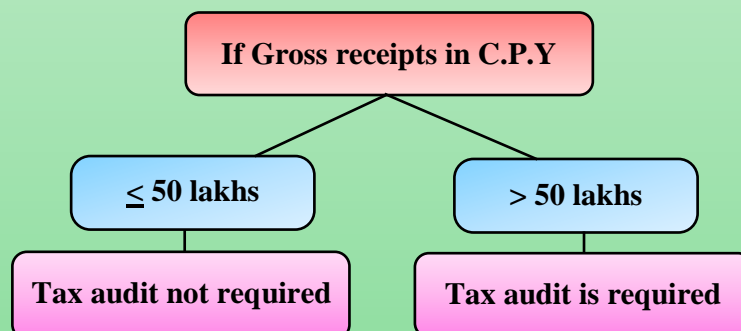 If Gross receipts in C.P.Y
≤ 50 lakhs
> 50 lakhs
Tax audit not required
Tax audit is required